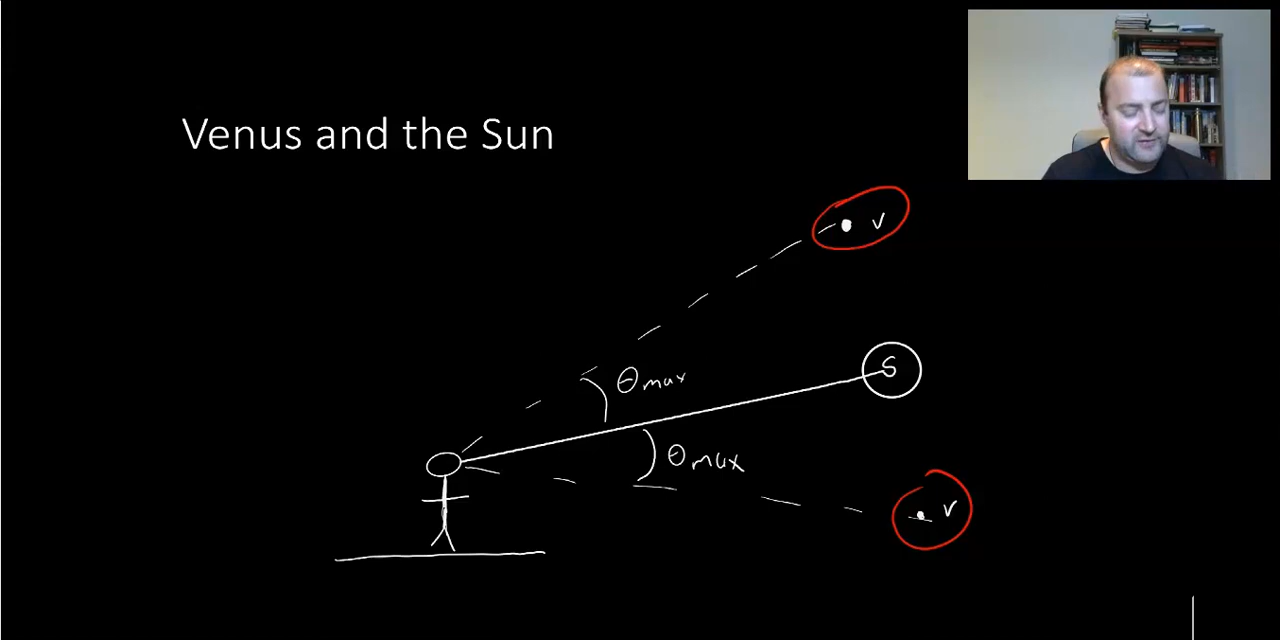 Venus and the Sun
v
S
θmax
θmax
v